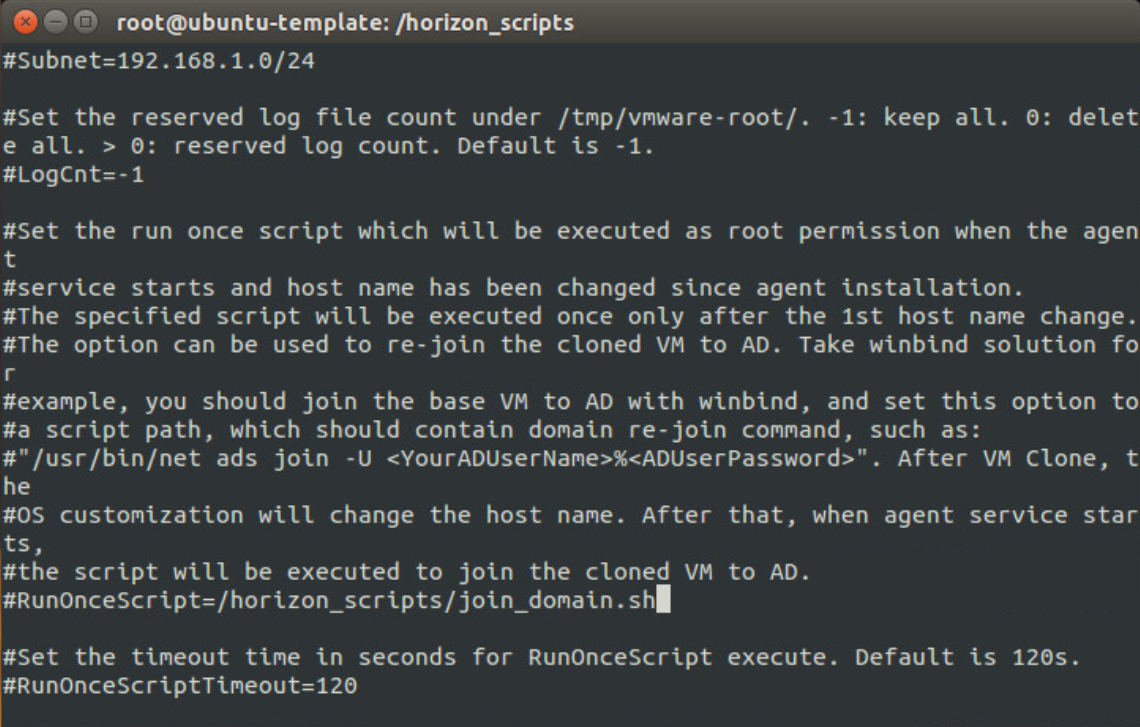 root@ubuntu-template: /horizon_scripts
#Subnet=192.168.1.0/24
#Set the reserved log file count under /tmp/vmware-root/. -1: keep all. 0: delet
e all. > 0: reserved log count. Default is -1.
#LogCnt=-1
#Set the run once script which will be executed as root permission when the agen
t
#service starts and host name has been changed since agent installation.
#The specified script will be executed once only after the 1st host name change.
#The option can be used to re-join the cloned VM to AD. Take winbind solution fo
r
#example, you should join the base VM to AD with winbind, and set this option to
#a script path, which should contain domain re-join command, such as:
#"/usr/bin/net ads join -U <YourADUserName>%<ADUserPassword>". After VM Clone, t
he
#OS customization will change the host name. After that, when agent service star
ts,
#the script will be executed to join the cloned VM to AD.
#RunOnceScript=/horizon_scripts/join_domain.sh
#Set the timeout time in seconds for RunOnceScript execute. Default is 120s.
#RunOnceScriptTimeout=120